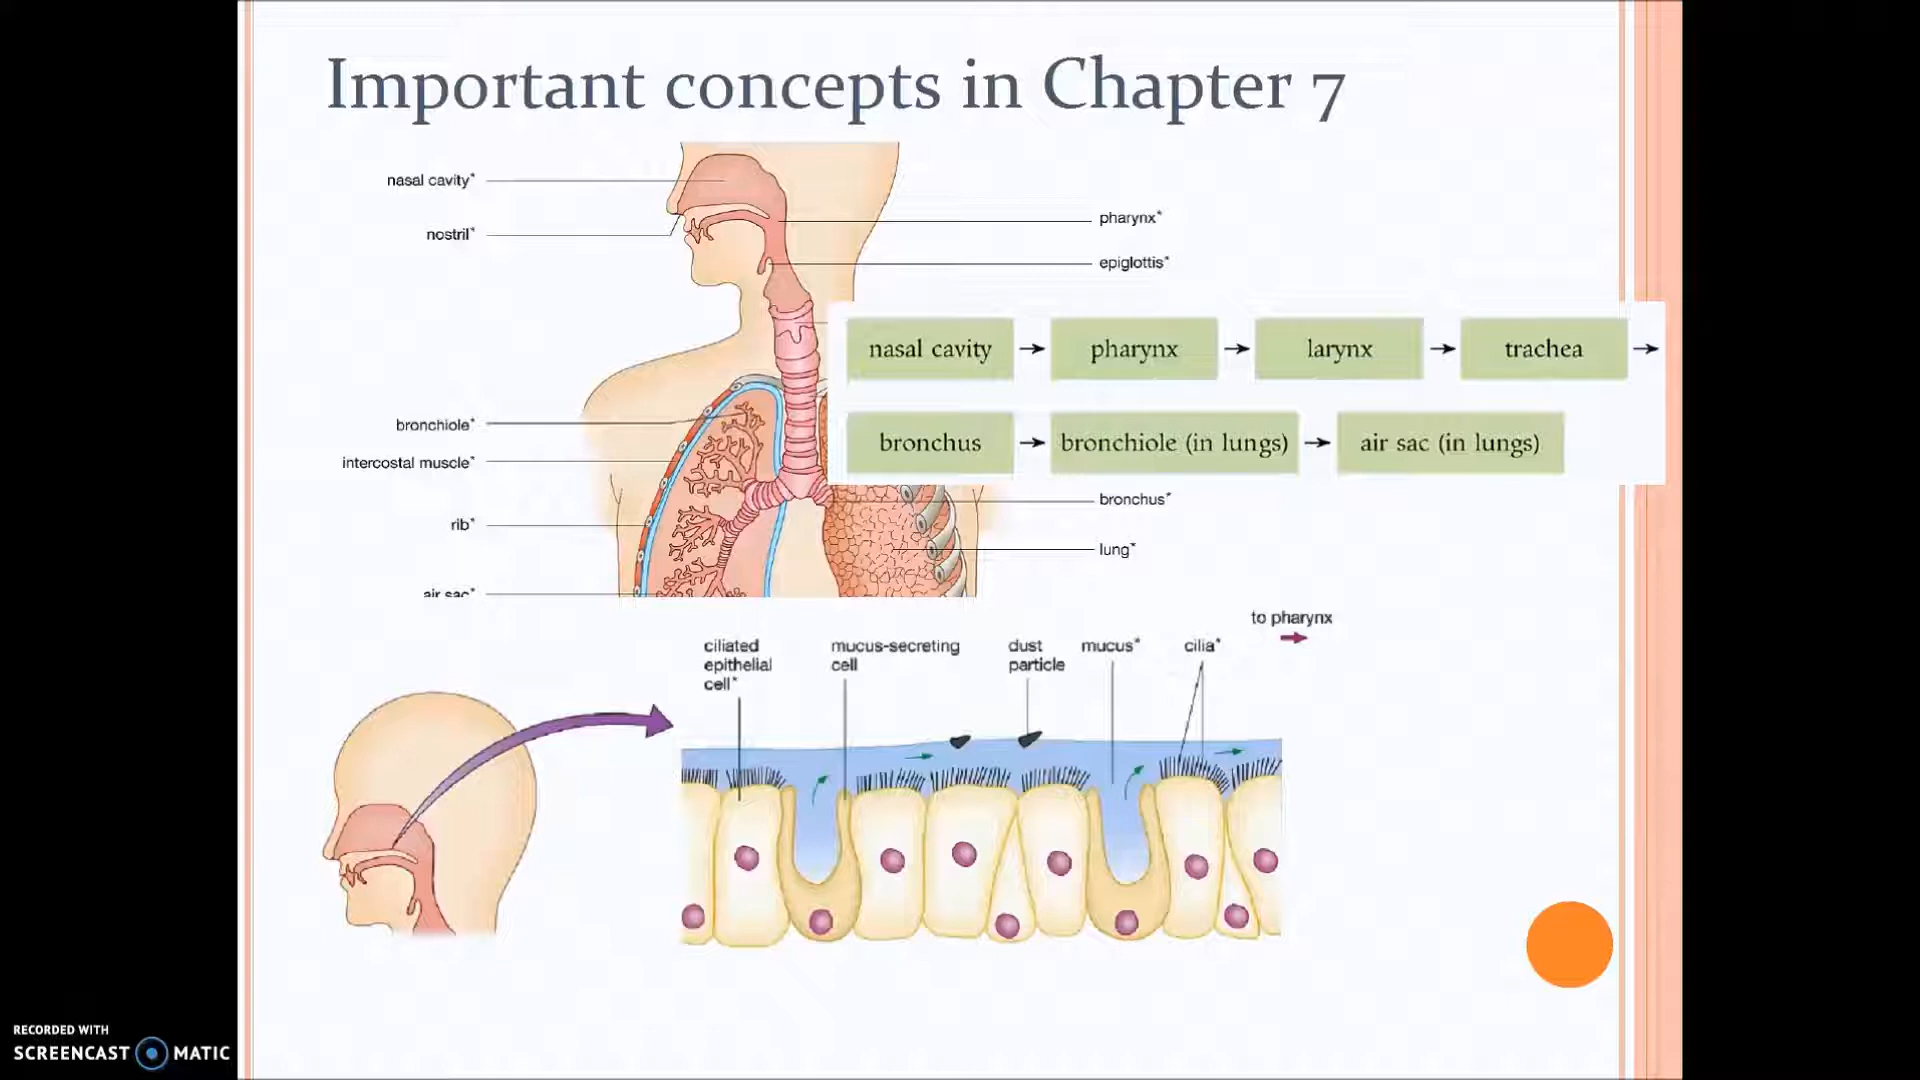 Important concepts in Chapter 7
nasal cavity*
nostril*
pharynx*
epiglottis*
nasal cavity → pharynx → larynx → trachea →
bronchus → bronchiole (in lungs) → air sac (in lungs)
bronchiole*
intercostal muscle*
rib*
air sac*
bronchus*
lung*
to pharynx
ciliated
epithelial
cell*
mucus-secreting
cell
dust
particle
mucus*
cilia*
RECORDED WITH
SCREENCAST MATIC